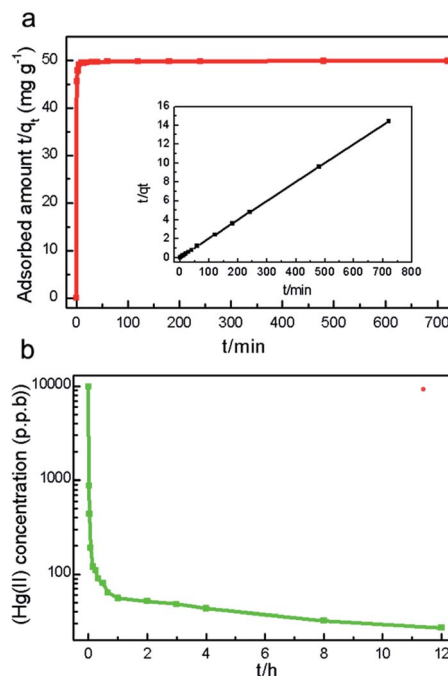 a
Adsorbed amount t/qt (mg g-1)
60
50
40
30
20
10
0
16
14
12
10
8
6
4
2
0
t/qt
0 100 200 300 400 500 600 700 800
t/min
0 100 200 300 400 500 600 700
t/min
b
(Hg(II) concentration (p.p.b))
10000
1000
100
0 2 4 6 8 10 12
t/h